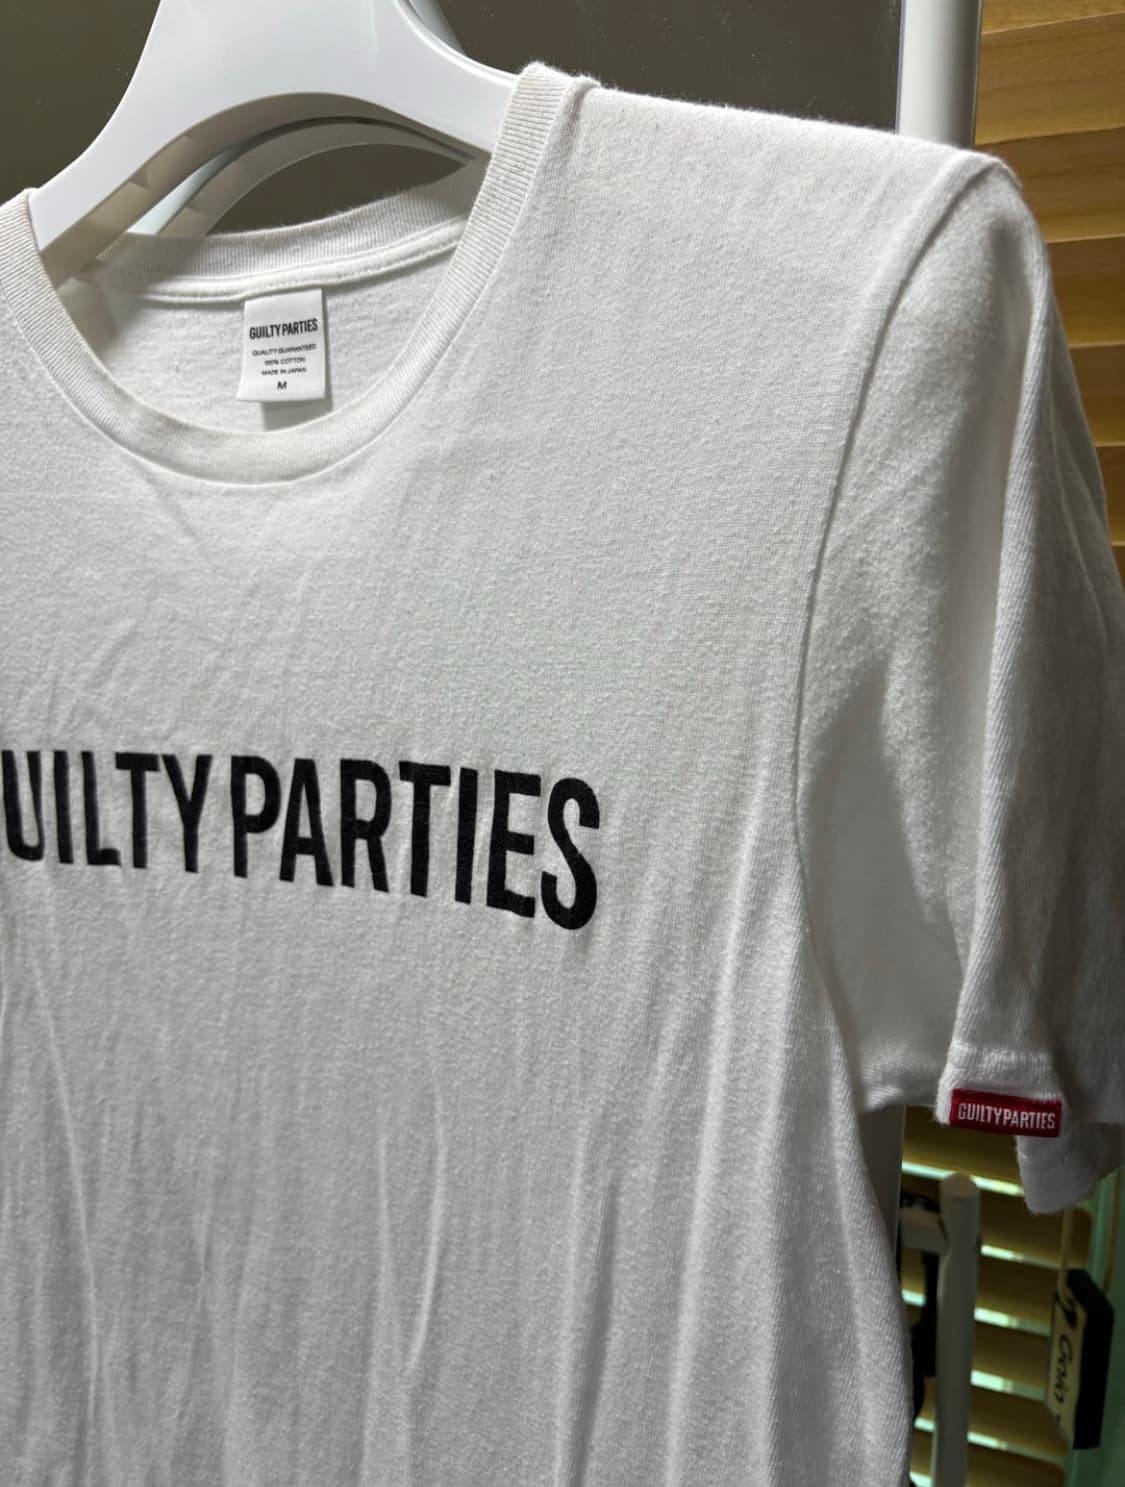 GUILTY PARTIES
QUALITY GUARANTEED
100% COTTON
MADE IN JAPAN
M
UILTY PARTIES
GUILTY PARTIES